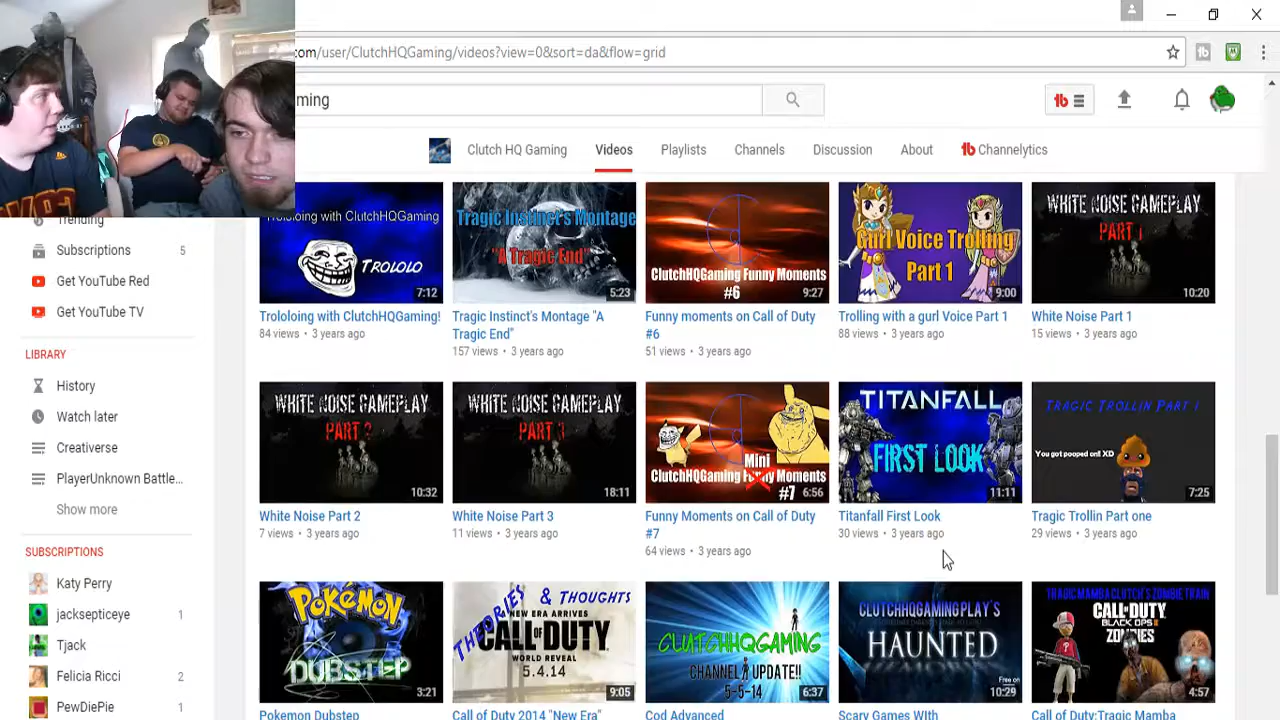 com/user/ClutchHQGaming/videos?view=0&sort=da&flow=grid
ming
Clutch HQ Gaming
Videos
Playlists
Channels
Discussion
About
Channelytics
Trending
Subscriptions 5
Get YouTube Red
Get YouTube TV
LIBRARY
History
Watch later
Creativerse
PlayerUnknown Battle...
Show more
SUBSCRIPTIONS
Katy Perry
jacksepticeye 1
Tjack
Felicia Ricci 2
PewDiePie 1
Trolololing with ClutchHQGaming
TROLOLO
7:12
Trololoing with ClutchHQGaming!
84 views • 3 years ago
Tragic Instinct's Montage
"A Tragic End"
5:23
Tragic Instinct's Montage "A
Tragic End"
157 views • 3 years ago
ClutchHQGaming Funny Moments
#6
9:27
Funny moments on Call of Duty
#6
51 views • 3 years ago
Gurl Voice Trolling
Part 1
9:00
Trolling with a gurl Voice Part 1
88 views • 3 years ago
WHITE NOISE GAMEPLAY
PART 1
10:20
White Noise Part 1
15 views • 3 years ago
WHITE NOISE GAMEPLAY
PART 2
10:32
White Noise Part 2
7 views • 3 years ago
WHITE NOISE GAMEPLAY
PART 3
18:11
White Noise Part 3
11 views • 3 years ago
Mini
ClutchHQGaming Funny Moments
#7
6:56
Funny Moments on Call of Duty
#7
64 views • 3 years ago
TITANFALL
FIRST LOOK
11:11
Titanfall First Look
30 views • 3 years ago
TRAGIC TROLLIN PART 1
You got pooped on!! XD
7:25
Tragic Trollin Part one
29 views • 3 years ago
Pokémon
DUBSTEP
3:21
Pokemon Dubstep
THEORIES & THOUGHTS
NEW ERA ARRIVES
CALL OF DUTY
WORLD REVEAL
5.4.14
9:05
Call of Duty 2014 "New Era"
CLUTCHHQGAMING
CHANNEL UPDATE!!
5-5-14
6:37
Cod Advanced
CLUTCHHQGAMING PLAY'S
HAUNTED
Free on
10:29
Scary Games With
TRAGIC MAMBA CLUTCH'S ZOMBIE TRAIN
CALL OF DUTY
BLACK OPS II
ZOMBIES
4:57
Call of Duty:Tragic Mamba